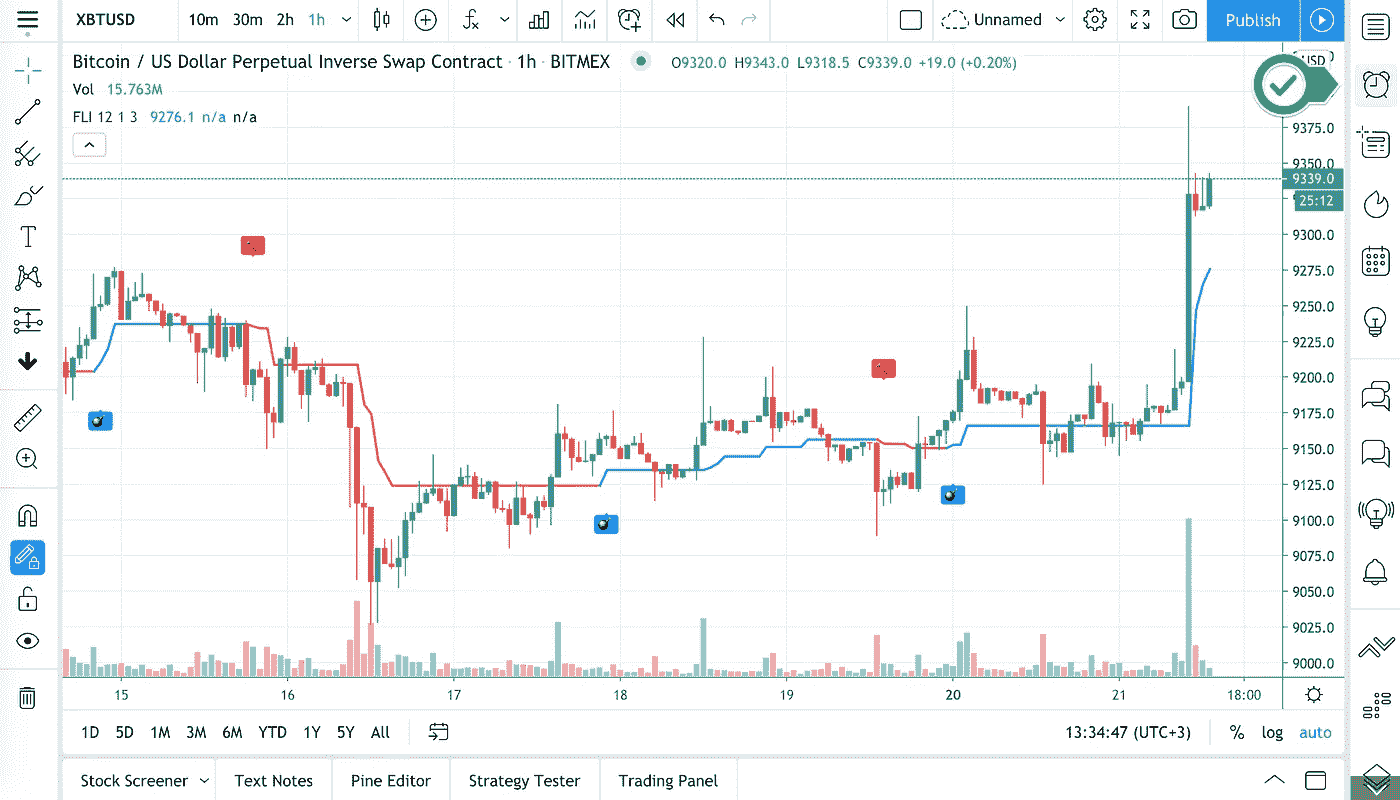 XBTUSD 10m 30m 2h 1h Unnamed Publish
Bitcoin / US Dollar Perpetual Inverse Swap Contract · 1h · BITMEX O9320.0 H9343.0 L9318.5 C9339.0 +19.0 (+0.20%)
USD
Vol 15.763M
FLI 12 1 3 9276.1 n/a n/a
9375.0
9350.0
9339.0
25:12
9300.0
9275.0
9250.0
9225.0
9200.0
9175.0
9150.0
9125.0
9100.0
9075.0
9050.0
9025.0
9000.0
15 16 17 18 19 20 21 18:00
1D 5D 1M 3M 6M YTD 1Y 5Y All 13:34:47 (UTC+3) % log auto
Stock Screener Text Notes Pine Editor Strategy Tester Trading Panel